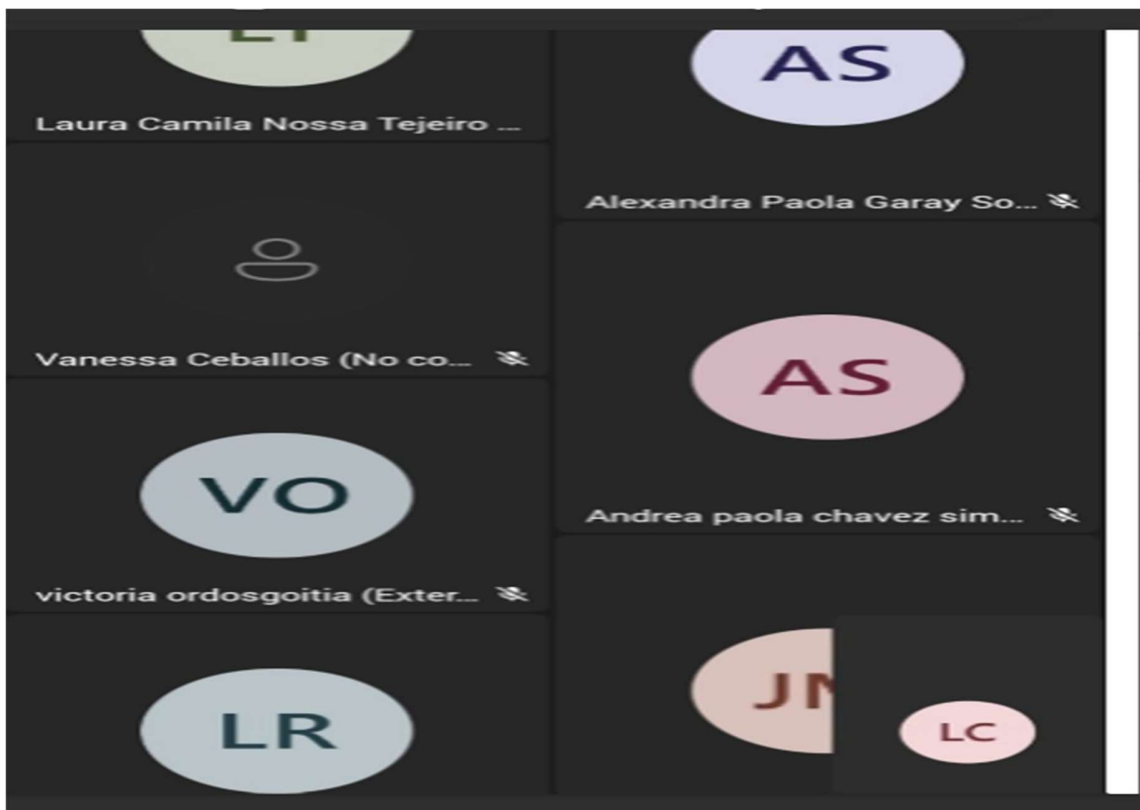 Laura Camila Nossa Tejeiro ...
AS
Alexandra Paola Garay So...
Vanessa Ceballos (No co...
AS
Andrea paola chavez sim...
VO
victoria ordosgoitia (Exter...
LR
LC